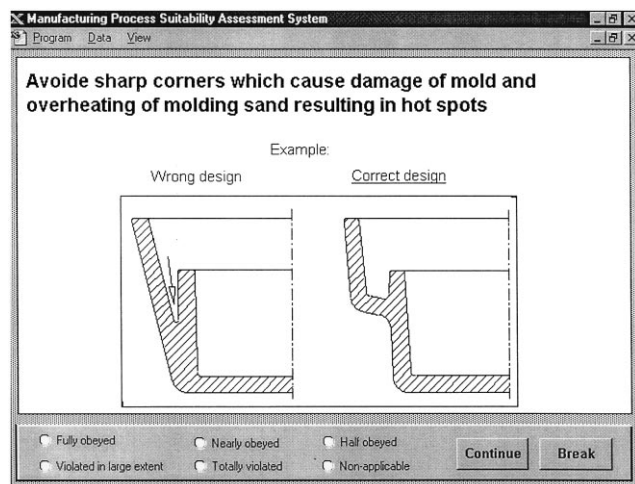 Manufacturing Process Suitability Assessment System
Program Data View
Avoide sharp corners which cause damage of mold and
overheating of molding sand resulting in hot spots
Example:
Wrong design Correct design
Fully obeyed Nearly obeyed Half obeyed
Violated in large extent Totally violated Non-applicable
Continue Break